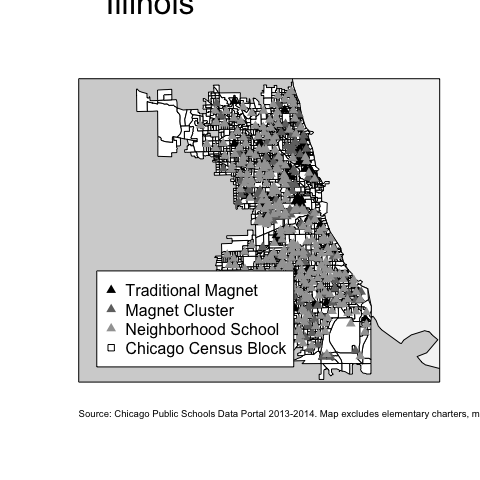 Illinois
Traditional Magnet
Magnet Cluster
Neighborhood School
Chicago Census Block
Source: Chicago Public Schools Data Portal 2013-2014. Map excludes elementary charters, m